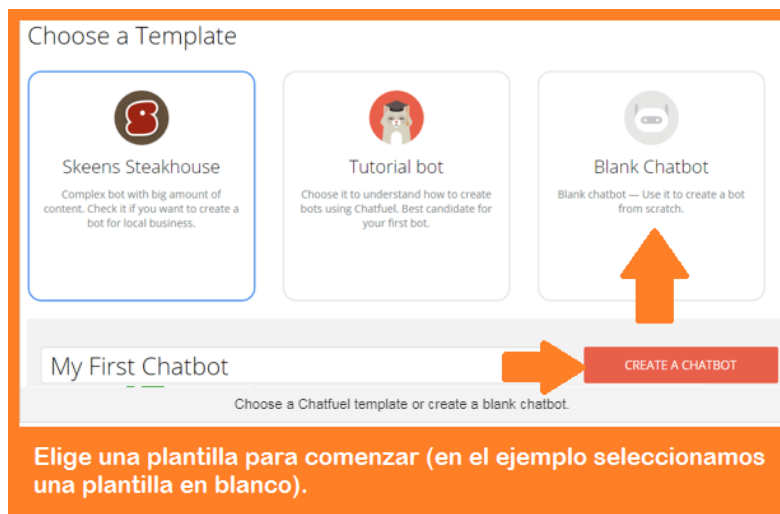 Choose a Template
S
Skeens Steakhouse
Complex bot with big amount of
content. Check it if you want to create a
bot for local business.
Tutorial bot
Choose it to understand how to create
bots using Chatfuel. Best candidate for
your first bot.
Blank Chatbot
Blank chatbot — Use it to create a bot
from scratch.
My First Chatbot
CREATE A CHATBOT
Choose a Chatfuel template or create a blank chatbot.
Elige una plantilla para comenzar (en el ejemplo seleccionamos
una plantilla en blanco).